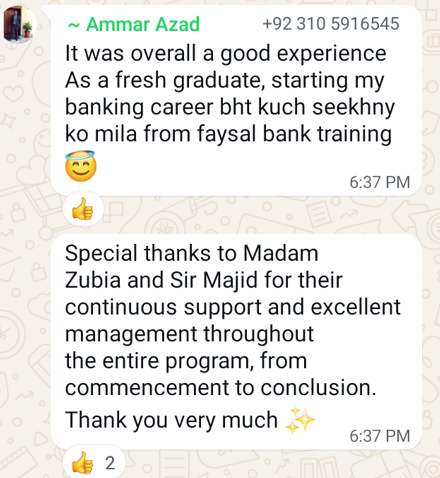 ~ Ammar Azad +92 310 5916545
It was overall a good experience
As a fresh graduate, starting my
banking career bht kuch seekhny
ko mila from faysal bank training
😇
6:37 PM
👍
Special thanks to Madam
Zubia and Sir Majid for their
continuous support and excellent
management throughout
the entire program, from
commencement to conclusion.
Thank you very much ✨
6:37 PM
👍 2